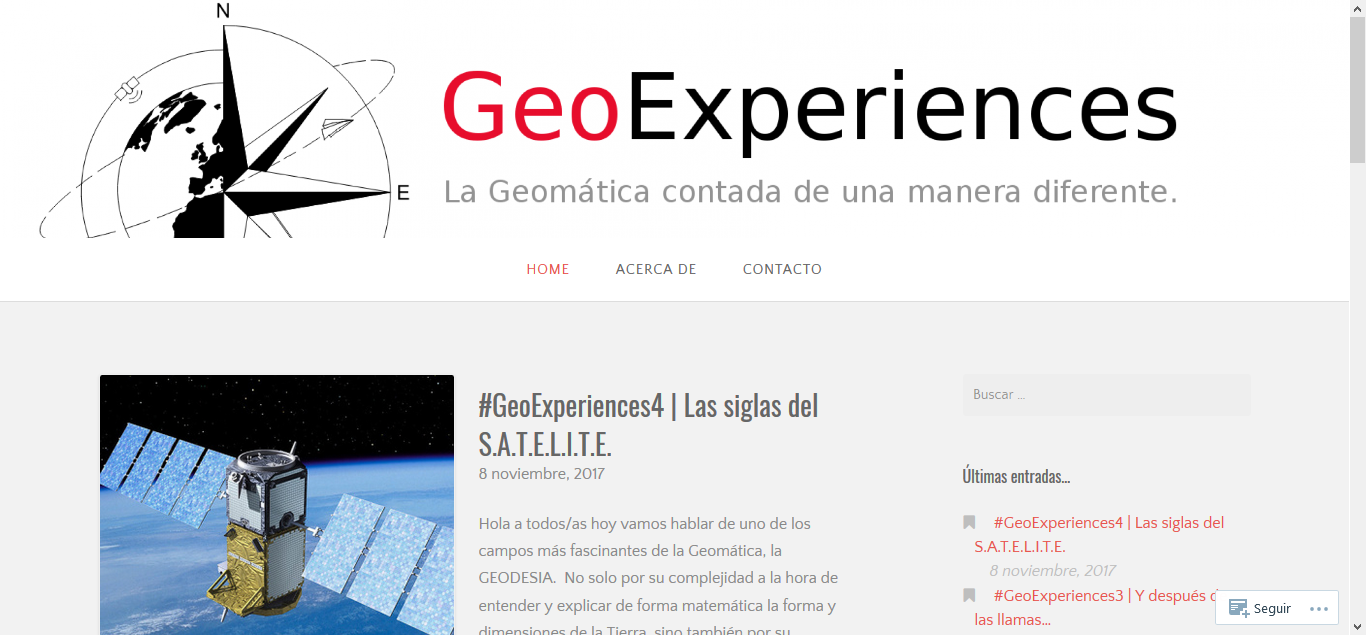 N
E
GeoExperiences
La Geomática contada de una manera diferente.
HOME ACERCA DE CONTACTO
#GeoExperiences4 | Las siglas del
S.A.T.E.L.I.T.E.
8 noviembre, 2017
Hola a todos/as hoy vamos hablar de uno de los
campos más fascinantes de la Geomática, la
GEODESIA. No solo por su complejidad a la hora de
entender y explicar de forma matemática la forma y
dimensiones de la Tierra, sino también por su
Buscar ...
Últimas entradas...
#GeoExperiences4 | Las siglas del
S.A.T.E.L.I.T.E.
8 noviembre, 2017
#GeoExperiences3 | Y después
las llamas...
Seguir